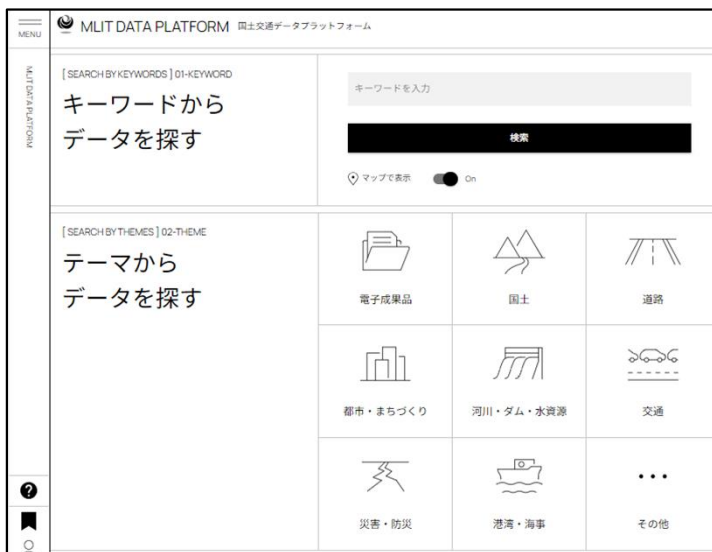 MENU
MLIT DATA PLATFORM 国土交通データプラットフォーム
MLIT DATA PLATFORM
[ SEARCH BY KEYWORDS ] 01-KEYWORD
キーワードから
データを探す
キーワードを入力
検索
マップで表示 On
[ SEARCH BY THEMES ] 02-THEME
テーマから
データを探す
電子成果品
国土
道路
都市・まちづくり
河川・ダム・水資源
交通
災害・防災
港湾・海事
その他